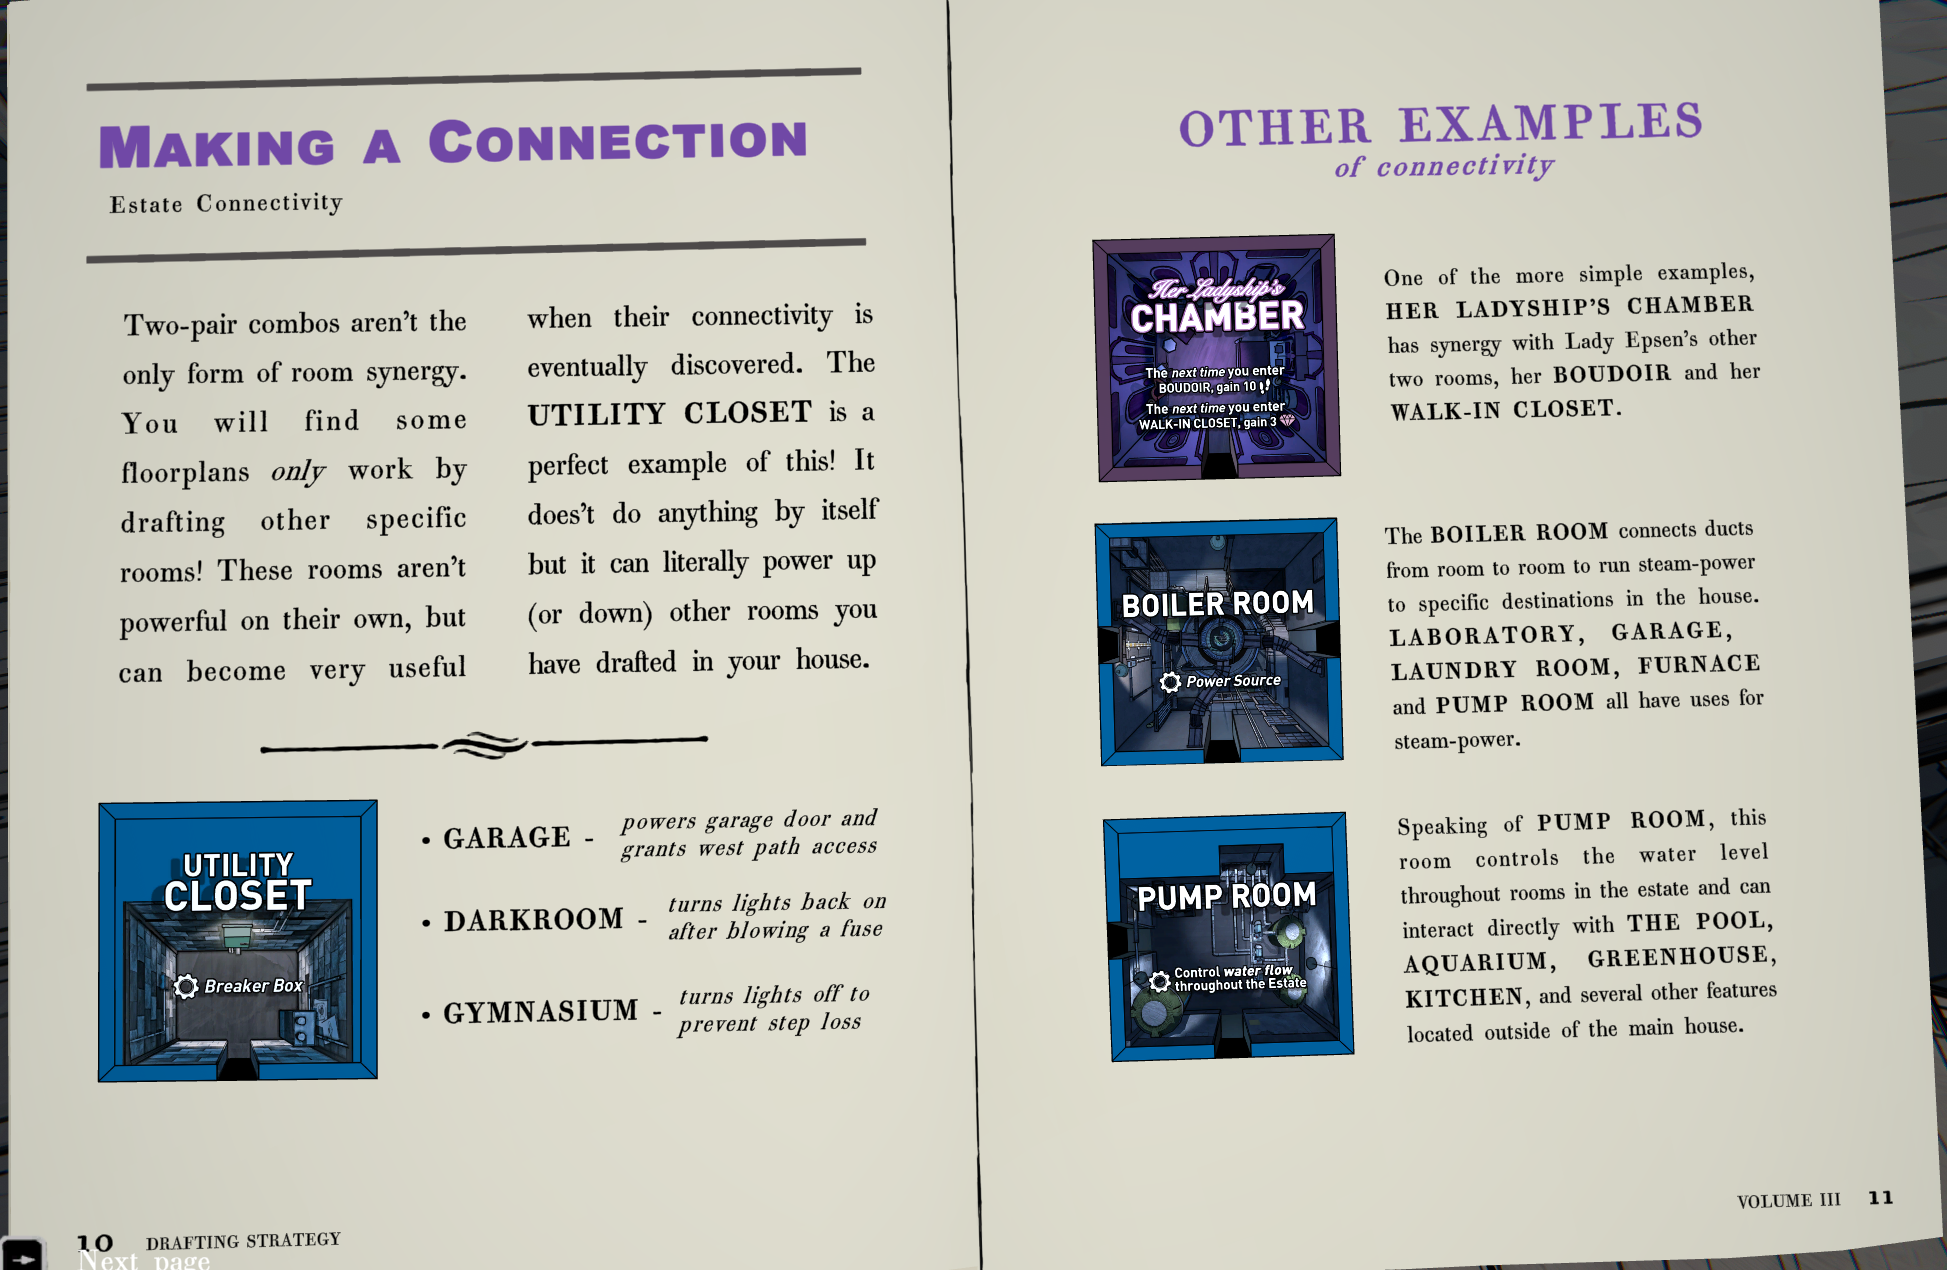 MAKING A CONNECTION
Estate Connectivity
Two-pair combos aren't the
only form of room synergy.
You will find some
floorplans only work by
drafting other specific
rooms! These rooms aren't
powerful on their own, but
can become very useful
when their connectivity is
eventually discovered. The
UTILITY CLOSET is a
perfect example of this! It
does't do anything by itself
but it can literally power up
(or down) other rooms you
have drafted in your house.
UTILITY
CLOSET
Breaker Box
• GARAGE - powers garage door and
grants west path access
• DARKROOM - turns lights back on
after blowing a fuse
• GYMNASIUM - turns lights off to
prevent step loss
10 DRAFTING STRATEGY
Next page
OTHER EXAMPLES
of connectivity
Her Ladyship's
CHAMBER
The next time you enter
BOUDOIR, gain 10
The next time you enter
WALK-IN CLOSET, gain 3
One of the more simple examples,
HER LADYSHIP'S CHAMBER
has synergy with Lady Epsen's other
two rooms, her BOUDOIR and her
WALK-IN CLOSET.
BOILER ROOM
Power Source
The BOILER ROOM connects ducts
from room to room to run steam-power
to specific destinations in the house.
LABORATORY, GARAGE,
LAUNDRY ROOM, FURNACE
and PUMP ROOM all have uses for
steam-power.
PUMP ROOM
Control water flow
throughout the Estate
Speaking of PUMP ROOM, this
room controls the water level
throughout rooms in the estate and can
interact directly with THE POOL,
AQUARIUM, GREENHOUSE,
KITCHEN, and several other features
located outside of the main house.
VOLUME III 11